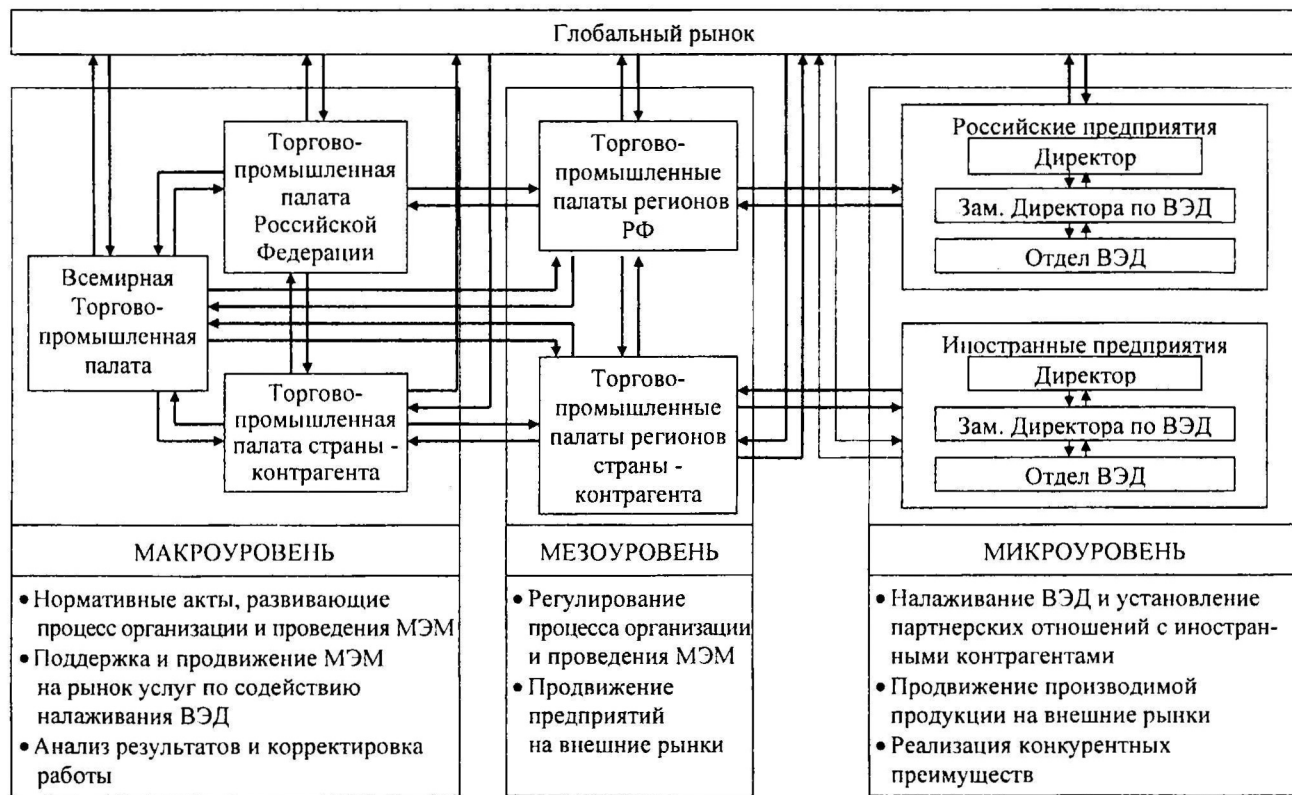 Глобальный рынок
Торгово-
промышленная
палата
Российской
Федерации
Всемирная
Торгово-
промышленная
палата
Торгово-
промышленная
палата страны -
контрагента
МАКРОУРОВЕНЬ
• Нормативные акты, развивающие
процесс организации и проведения МЭМ
• Поддержка и продвижение МЭМ
на рынок услуг по содействию
налаживания ВЭД
• Анализ результатов и корректировка
работы
Торгово-
промышленные
палаты регионов
РФ
Торгово-
промышленные
палаты регионов
страны -
контрагента
МЕЗОУРОВЕНЬ
• Регулирование
процесса организации
и проведения МЭМ
• Продвижение
предприятий
на внешние рынки
Российские предприятия
Директор
Зам. Директора по ВЭД
Отдел ВЭД
Иностранные предприятия
Директор
Зам. Директора по ВЭД
Отдел ВЭД
МИКРОУРОВЕНЬ
• Налаживание ВЭД и установление
партнерских отношений с иностран-
ными контрагентами
• Продвижение производимой
продукции на внешние рынки
• Реализация конкурентных
преимуществ